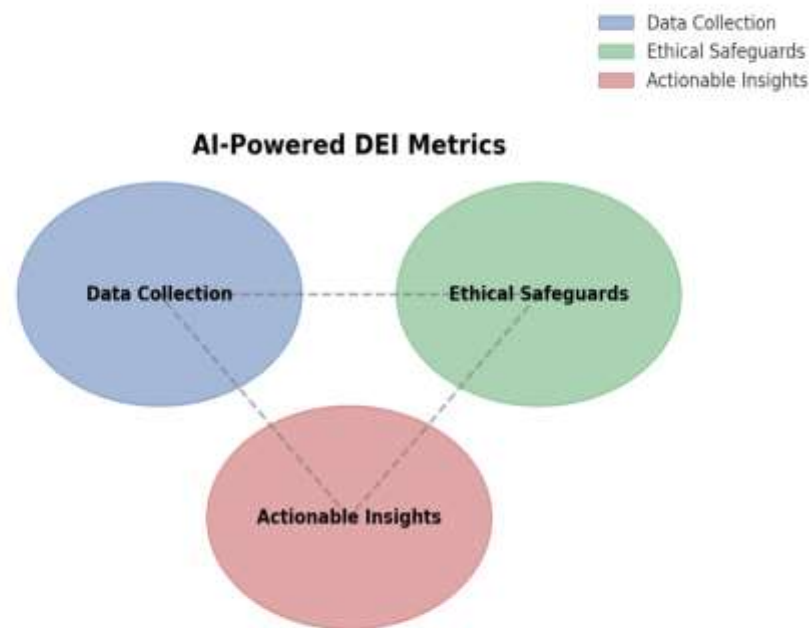 Data Collection
Ethical Safeguards
Actionable Insights
AI-Powered DEI Metrics
Data Collection
Ethical Safeguards
Actionable Insights